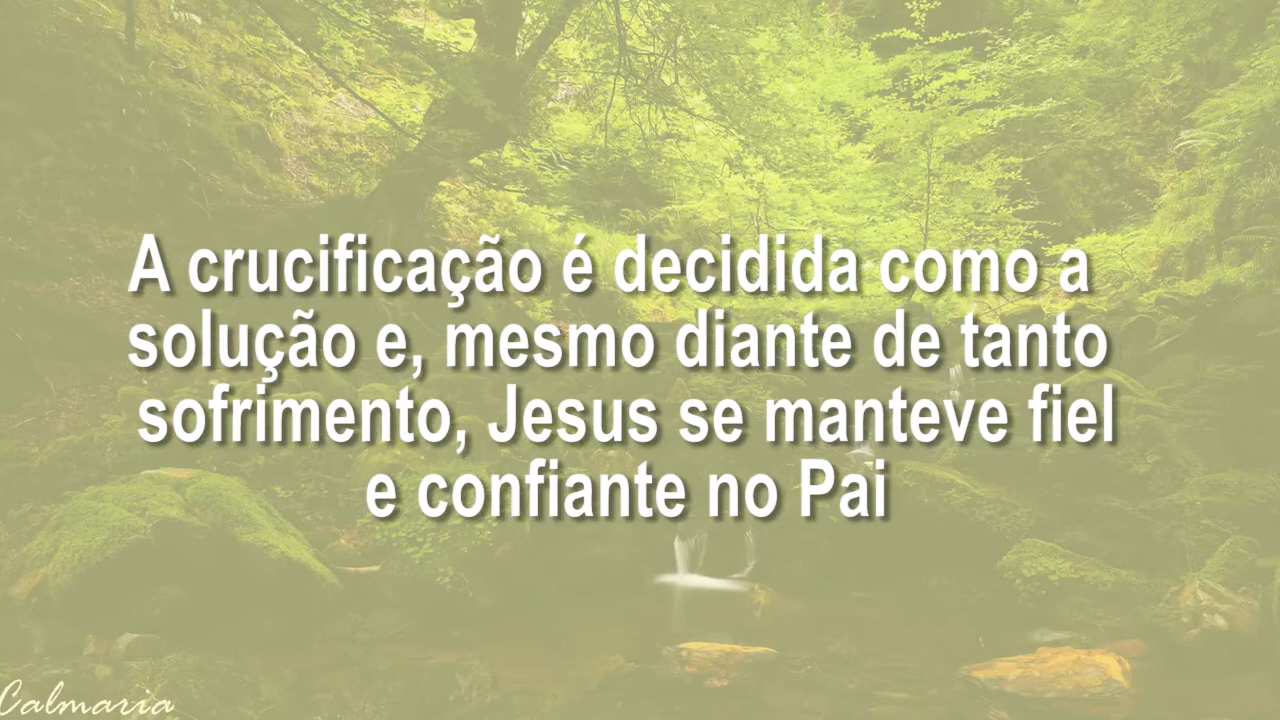 A crucificação é decidida como a
solução e, mesmo diante de tanto
sofrimento, Jesus se manteve fiel
e confiante no Pai
Calmaria